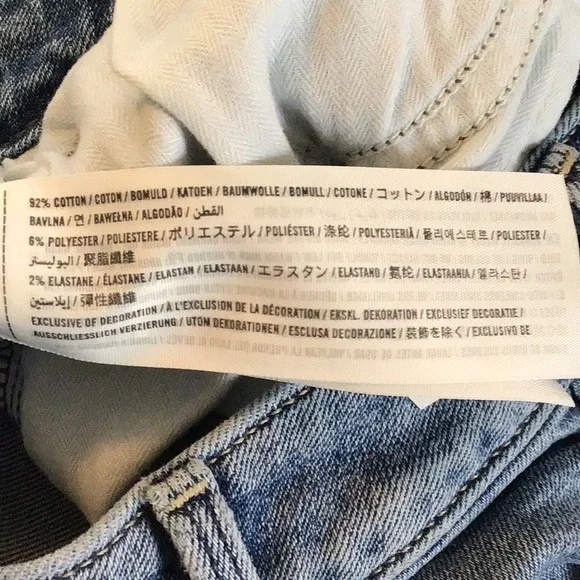 92% COTTON / COTON / BOMULD / KATOEN / BAUMWOLLE / BOMULL / COTONE / コットン / ALGODÓN / 棉 / PUUVILLAA /
BAVLNA / 면 / BAWEŁNA / ALGODÃO / القطن /
6% POLYESTER / POLIESTERE / ポリエステル / POLIÉSTER / 涤纶 / POLYESTERIÄ / 폴리에스테르 / POLIESTER /
البوليستر / 聚脂纖維
2% ELASTANE / ÉLASTANE / ELASTAN / ELASTAAN / エラスタン / ELASTANO / 氨纶 / ELASTAANIA / 엘라스탄 /
إيلاستين / 彈性纖維
EXCLUSIVE OF DECORATION / À L'EXCLUSION DE LA DÉCORATION / EKSKL. DEKORATION / EXCLUSIEF DECORATIE /
AUSSCHLIESSLICH VERZIERUNG / UTOM DEKORATIONEN / ESCLUSA DECORAZIONE / 装飾を除く / EXCLUSIVO DE